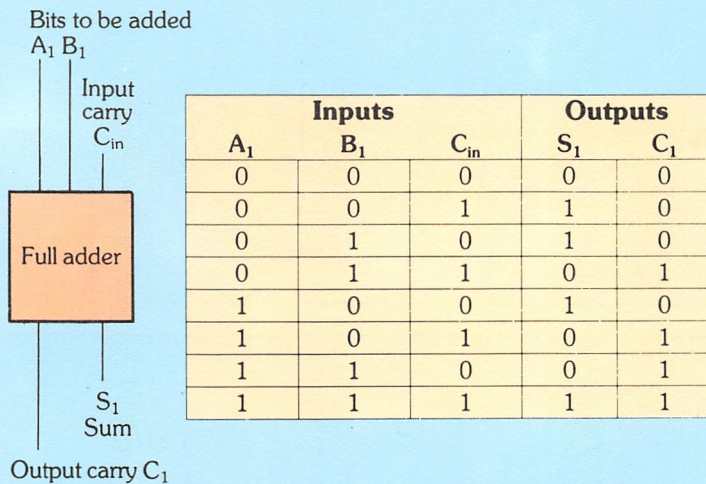 Bits to be added
A₁ B₁
Input
carry
C_in
Full adder
S₁
Sum
Output carry C₁
Inputs Outputs
A₁ B₁ C_in S₁ C₁
0 0 0 0 0
0 0 1 1 0
0 1 0 1 0
0 1 1 0 1
1 0 0 1 0
1 0 1 0 1
1 1 0 0 1
1 1 1 1 1